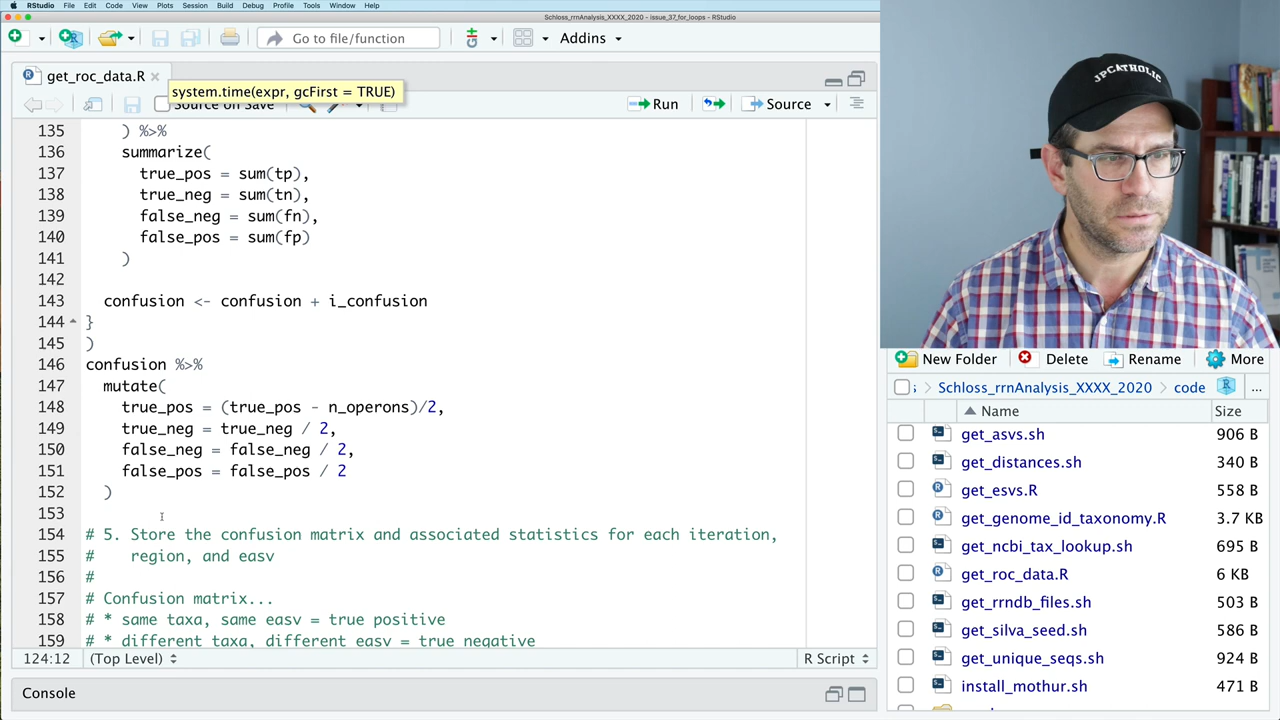 RStudio File Edit Code View Plots Session Build Debug Profile Tools Window Help
Schloss_rrnAnalysis_XXXX_2020 - issue_37_for_loops - RStudio
Go to file/function
Addins
get_roc_data.R
system.time(expr, gcFirst = TRUE)
Source on Save
Run
Source
135 ) %>%
136 summarize(
137 true_pos = sum(tp),
138 true_neg = sum(tn),
139 false_neg = sum(fn),
140 false_pos = sum(fp)
141 )
142
143 confusion <- confusion + i_confusion
144 }
145 )
146 confusion %>%
147 mutate(
148 true_pos = (true_pos - n_operons)/2,
149 true_neg = true_neg / 2,
150 false_neg = false_neg / 2,
151 false_pos = false_pos / 2
152 )
153
154 # 5. Store the confusion matrix and associated statistics for each iteration,
155 # region, and easv
156 #
157 # Confusion matrix...
158 # * same taxa, same easv = true positive
159 # * different taxa, different easv = true negative
124:12 (Top Level) R Script
Console
JPCATHOLIC
New Folder Delete Rename More
s > Schloss_rrnAnalysis_XXXX_2020 > code ...
Name Size
get_asvs.sh 906 B
get_distances.sh 340 B
get_esvs.R 558 B
get_genome_id_taxonomy.R 3.7 KB
get_ncbi_tax_lookup.sh 695 B
get_roc_data.R 6 KB
get_rrndb_files.sh 503 B
get_silva_seed.sh 586 B
get_unique_seqs.sh 924 B
install_mothur.sh 471 B